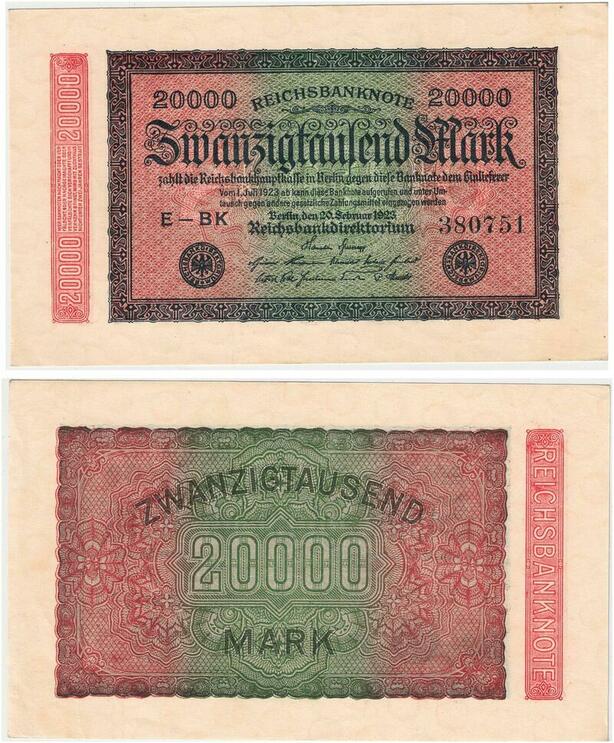 20000 REICHSBANKNOTE 20000
Zwanzigtausend Mark
zahlt die Reichsbankhauptkasse in Berlin gegen diese Banknote dem Einlieferer
Vom 1. Juli 1923 ab kann diese Banknote aufgerufen und unter Um-
tausch gegen andere gesetzliche Zahlungsmittel eingezogen werden
Berlin, den 20. Februar 1923
Reichsbankdirektorium
E-BK 380751
20000
20000
ZWANZIGTAUSEND
20000
MARK
REICHSBANKNOTE